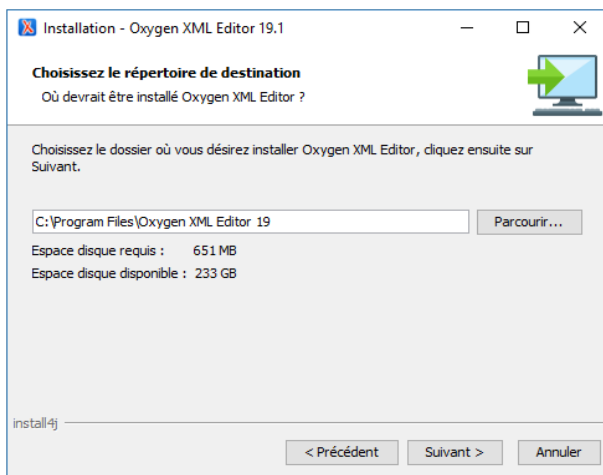 Installation - Oxygen XML Editor 19.1
Choisissez le répertoire de destination
Où devrait être installé Oxygen XML Editor ?
Choisissez le dossier où vous désirez installer Oxygen XML Editor, cliquez ensuite sur
Suivant.
C:\Program Files\Oxygen XML Editor 19
Parcourir...
Espace disque requis : 651 MB
Espace disque disponible : 233 GB
install4j
< Précédent
Suivant >
Annuler